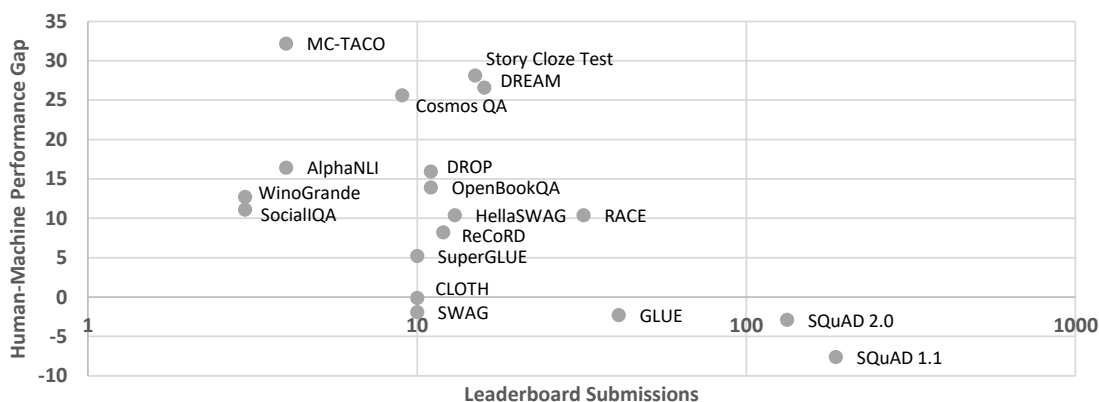 Human-Machine Performance Gap
35
30
25
20
15
10
5
0
-5
-10
MC-TACO
Story Cloze Test
DREAM
Cosmos QA
AlphaNLI
DROP
WinoGrande
OpenBookQA
SocialIQA
HellaSWAG
RACE
ReCoRD
SuperGLUE
CLOTH
SWAG
GLUE
SQuAD 2.0
SQuAD 1.1
1
10
100
1000
Leaderboard Submissions